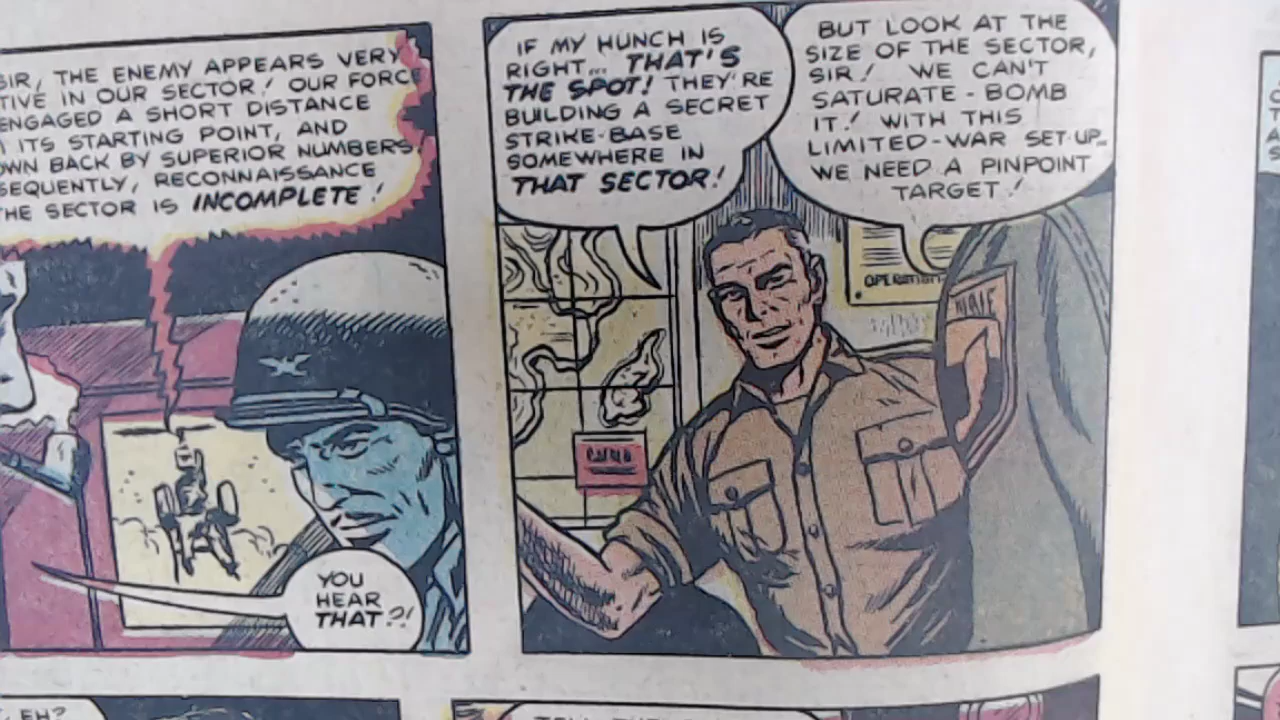 SIR, THE ENEMY APPEARS VERY
TIVE IN OUR SECTOR! OUR FORCE
ENGAGED A SHORT DISTANCE
ITS STARTING POINT, AND
OWN BACK BY SUPERIOR NUMBERS!
SEQUENTLY, RECONNAISSANCE
HE SECTOR IS INCOMPLETE!
YOU
HEAR
THAT?!
IF MY HUNCH IS
RIGHT... THAT'S
THE SPOT! THEY'RE
BUILDING A SECRET
STRIKE-BASE
SOMEWHERE IN
THAT SECTOR!
BUT LOOK AT THE
SIZE OF THE SECTOR,
SIR! WE CAN'T
SATURATE-BOMB
IT! WITH THIS
LIMITED-WAR SET-UP...
WE NEED A PINPOINT
TARGET!
OPERATION
EH?